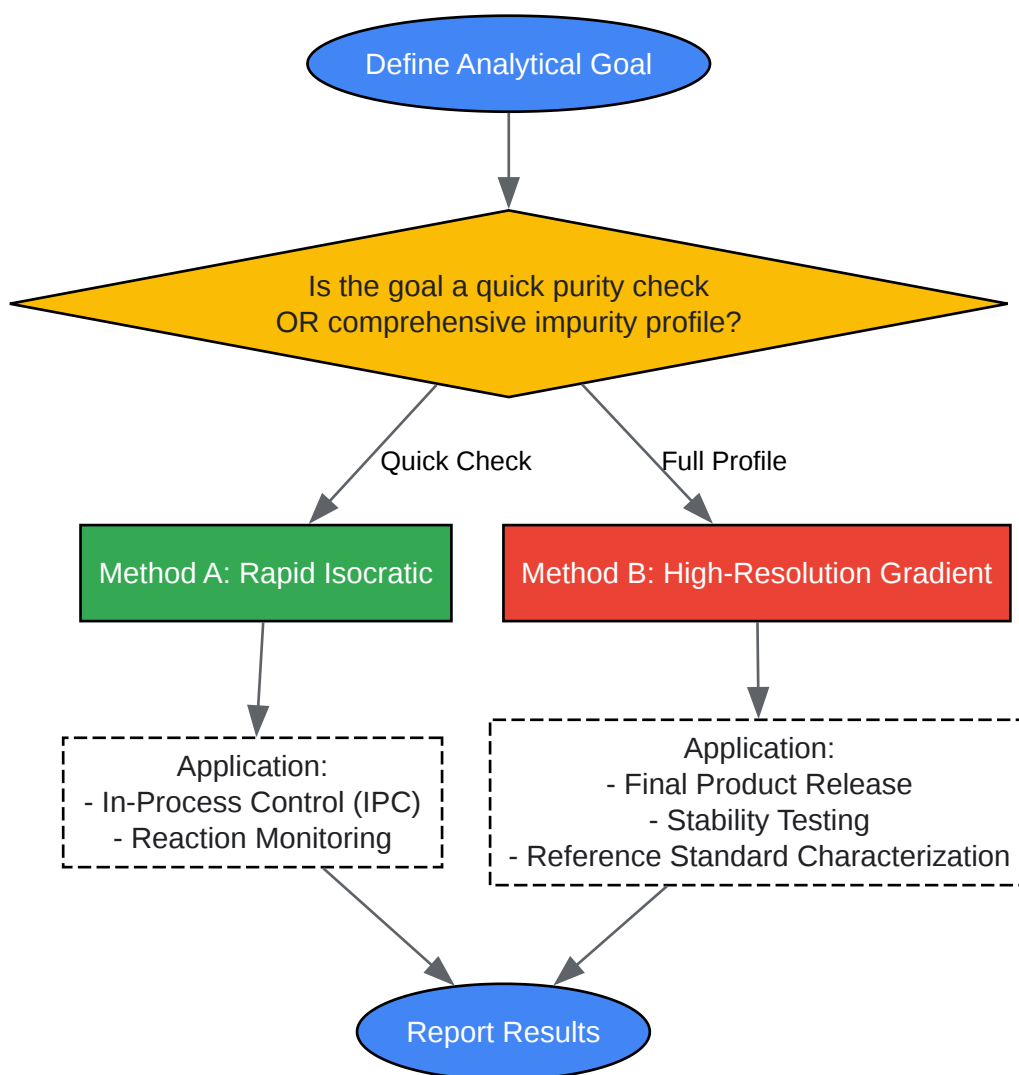 Define Analytical Goal
Is the goal a quick purity check
OR comprehensive impurity profile?
Quick Check
Full Profile
Method A: Rapid Isocratic
Method B: High-Resolution Gradient
Application:
- In-Process Control (IPC)
- Reaction Monitoring
Application:
- Final Product Release
- Stability Testing
- Reference Standard Characterization
Report Results